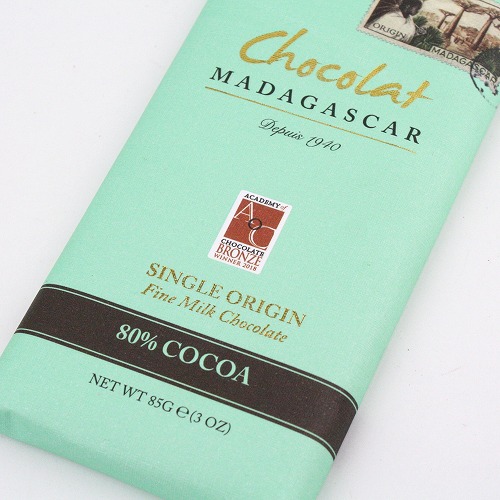 ORIGIN
MADAGASCAR
Chocolat
MADAGASCAR
Depuis 1940
ACADEMY of
AoC
CHOCOLATE
BRONZE
WINNER 2018
SINGLE ORIGIN
Fine Milk Chocolate
80% COCOA
NET WT 85G ℮ (3 OZ)